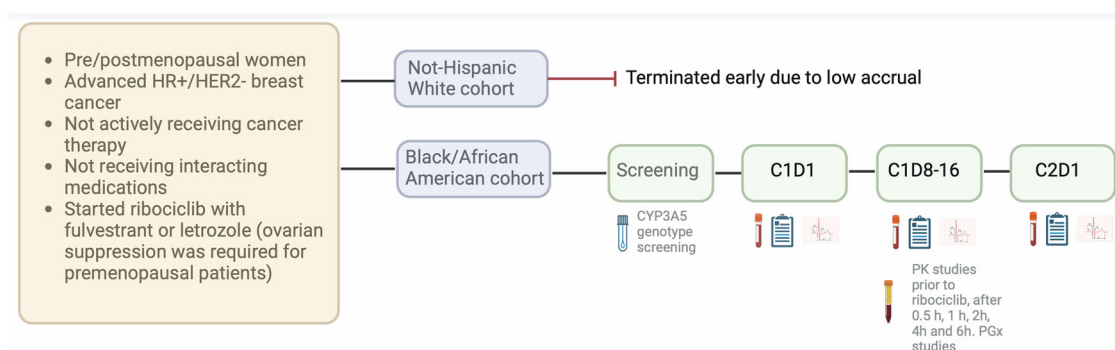 Pre/postmenopausal women
Advanced HR+/HER2- breast
cancer
Not actively receiving cancer
therapy
Not receiving interacting
medications
Started ribociclib with
fulvestrant or letrozole (ovarian
suppression was required for
premenopausal patients)
Not-Hispanic
White cohort
Terminated early due to low accrual
Black/African
American cohort
Screening
C1D1
C1D8-16
C2D1
CYP3A5
genotype
screening
PK studies
prior to
ribociclib, after
0.5 h, 1 h, 2h,
4h and 6h. PGx
studies